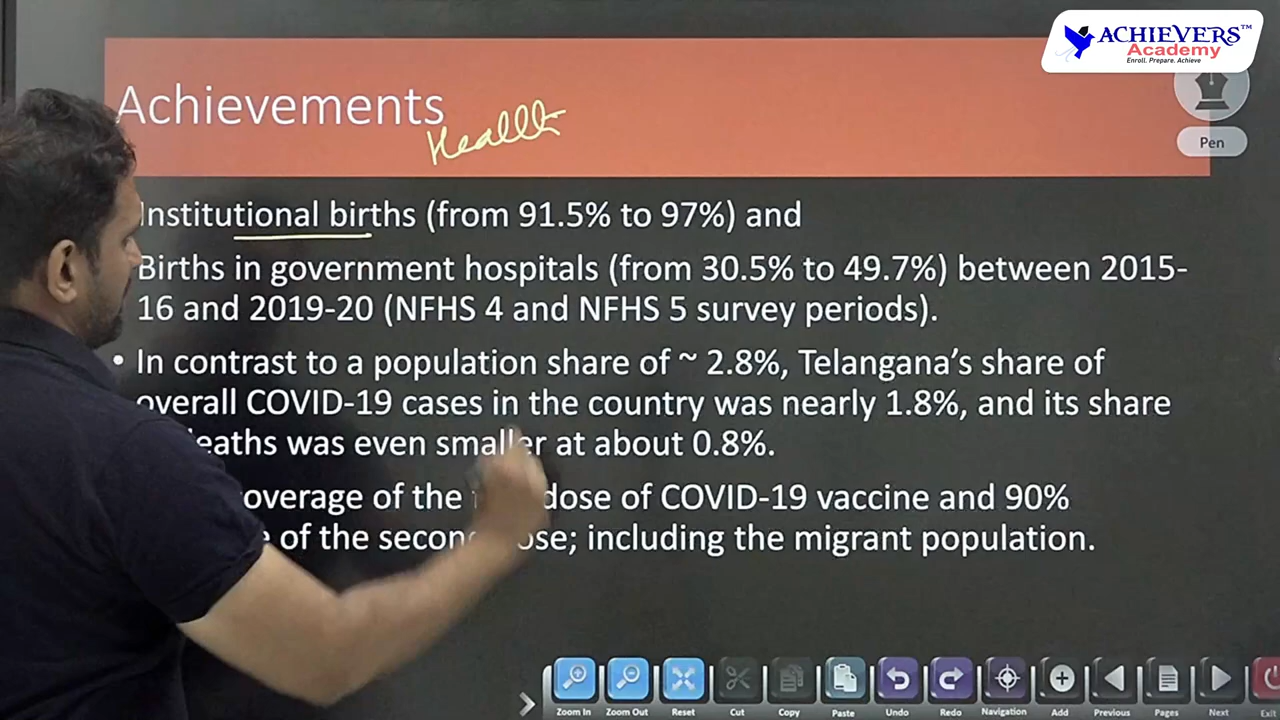 ACHIEVERS™
Academy
Enroll. Prepare. Achieve
Achievements
Health
Pen
Institutional births (from 91.5% to 97%) and
Births in government hospitals (from 30.5% to 49.7%) between 2015-
16 and 2019-20 (NFHS 4 and NFHS 5 survey periods).
• In contrast to a population share of ~ 2.8%, Telangana's share of
overall COVID-19 cases in the country was nearly 1.8%, and its share
deaths was even smaller at about 0.8%.
coverage of the dose of COVID-19 vaccine and 90%
of the second dose; including the migrant population.
Zoom In Zoom Out Reset Cut Copy Paste Undo Redo Navigation Add Previous Pages Next Exit